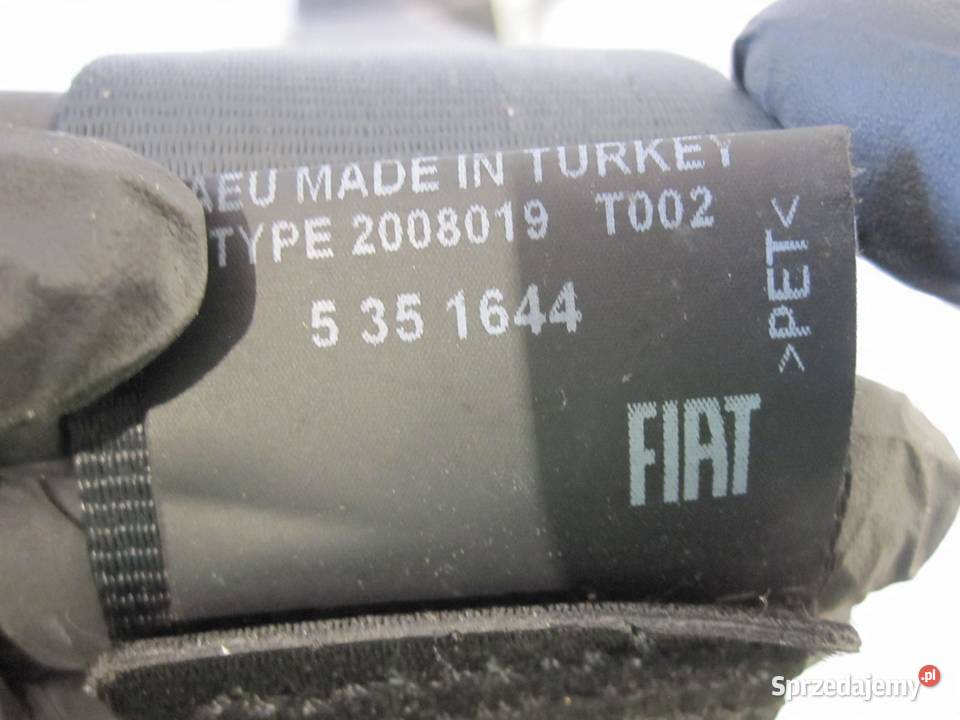 AEU MADE IN TURKEY
TYPE 2008019 T002
5 35 1644
>PET<
FIAT
Sprzedajemy.pl